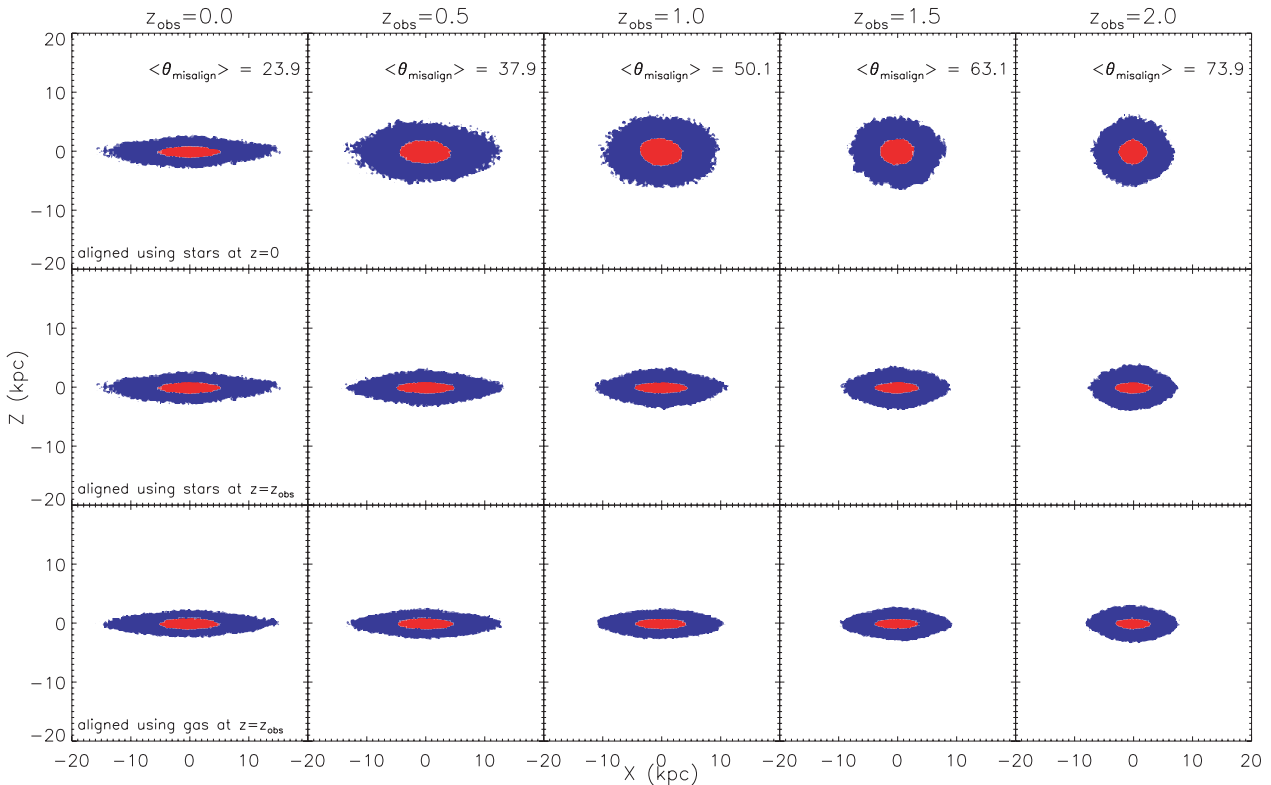 z_obs=0.0 z_obs=0.5 z_obs=1.0 z_obs=1.5 z_obs=2.0
20
<θ_misalign> = 23.9 <θ_misalign> = 37.9 <θ_misalign> = 50.1 <θ_misalign> = 63.1 <θ_misalign> = 73.9
10
0
−10
aligned using stars at z=0
−20
10
0
Z (kpc)
−10
aligned using stars at z=z_obs
−20
10
0
−10
aligned using gas at z=z_obs
−20
−20 −10 0 10 −20 −10 0 10 −20 −10 0 10 −20 −10 0 10 −20 −10 0 10 20
X (kpc)